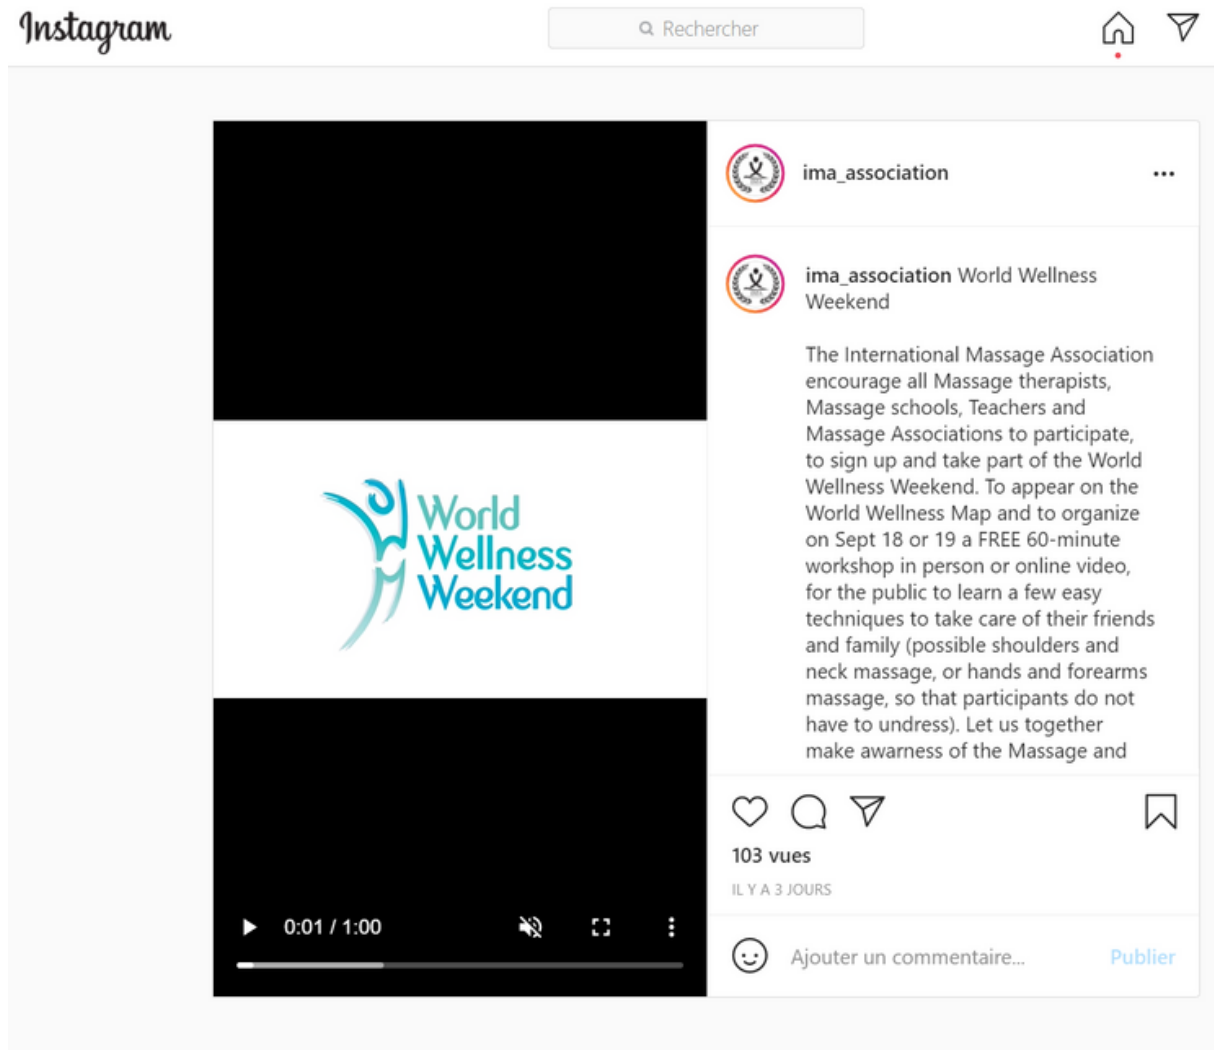 Instagram
Rechercher
World
Wellness
Weekend
0:01 / 1:00
ima_association
ima_association World Wellness
Weekend
The International Massage Association
encourage all Massage therapists,
Massage schools, Teachers and
Massage Associations to participate,
to sign up and take part of the World
Wellness Weekend. To appear on the
World Wellness Map and to organize
on Sept 18 or 19 a FREE 60-minute
workshop in person or online video,
for the public to learn a few easy
techniques to take care of their friends
and family (possible shoulders and
neck massage, or hands and forearms
massage, so that participants do not
have to undress). Let us together
make awarness of the Massage and
103 vues
IL Y A 3 JOURS
Ajouter un commentaire...
Publier